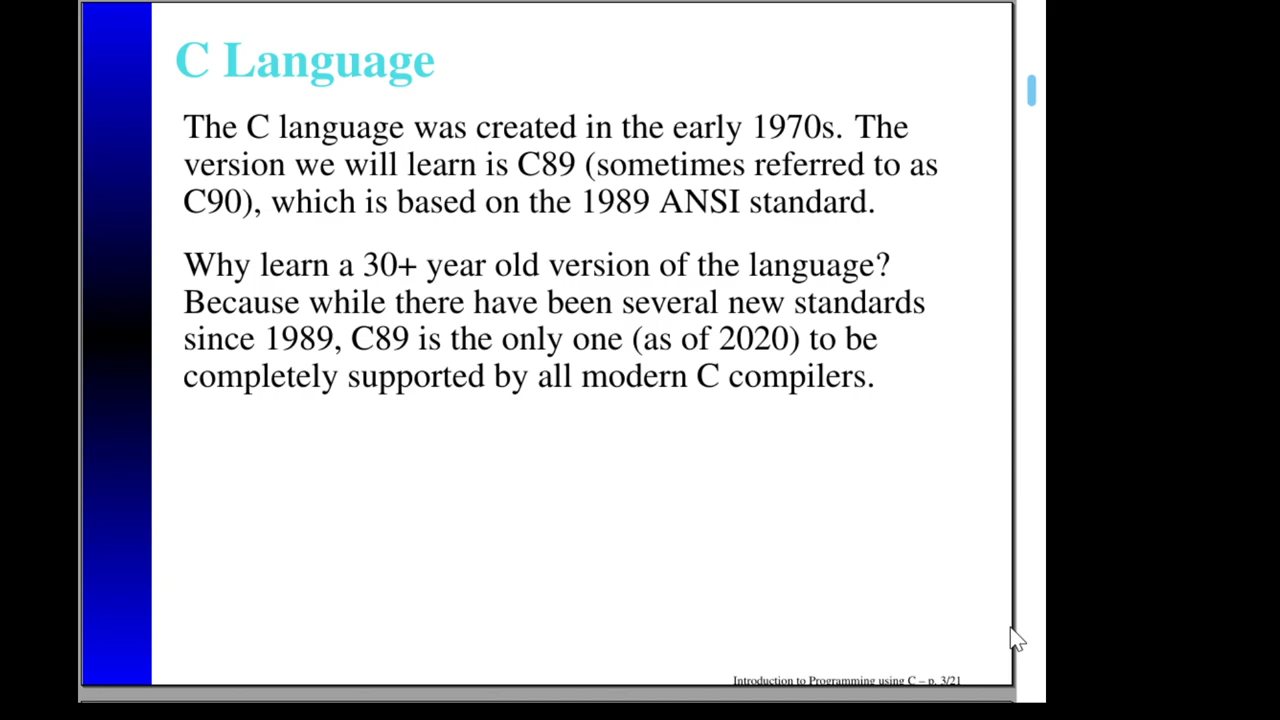 C Language
The C language was created in the early 1970s. The
version we will learn is C89 (sometimes referred to as
C90), which is based on the 1989 ANSI standard.
Why learn a 30+ year old version of the language?
Because while there have been several new standards
since 1989, C89 is the only one (as of 2020) to be
completely supported by all modern C compilers.
Introduction to Programming using C – p. 3/21